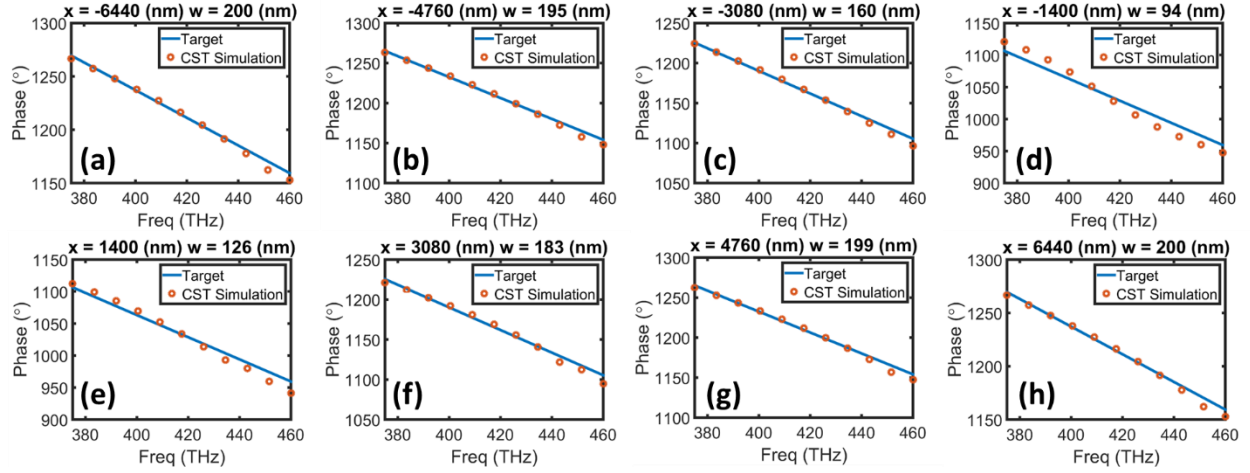 x = -6440 (nm) w = 200 (nm)
Target
CST Simulation
1300
1250
1200
1150
Phase (°)
(a)
380 400 420 440 460
Freq (THz)
x = -4760 (nm) w = 195 (nm)
Target
CST Simulation
1300
1250
1200
1150
1100
Phase (°)
(b)
380 400 420 440 460
Freq (THz)
x = -3080 (nm) w = 160 (nm)
Target
CST Simulation
1250
1200
1150
1100
1050
Phase (°)
(c)
380 400 420 440 460
Freq (THz)
x = -1400 (nm) w = 94 (nm)
Target
CST Simulation
1150
1100
1050
1000
950
900
Phase (°)
(d)
380 400 420 440 460
Freq (THz)
x = 1400 (nm) w = 126 (nm)
Target
CST Simulation
1150
1100
1050
1000
950
900
Phase (°)
(e)
380 400 420 440 460
Freq (THz)
x = 3080 (nm) w = 183 (nm)
Target
CST Simulation
1250
1200
1150
1100
1050
Phase (°)
(f)
380 400 420 440 460
Freq (THz)
x = 4760 (nm) w = 199 (nm)
Target
CST Simulation
1300
1250
1200
1150
1100
Phase (°)
(g)
380 400 420 440 460
Freq (THz)
x = 6440 (nm) w = 200 (nm)
Target
CST Simulation
1300
1250
1200
1150
Phase (°)
(h)
380 400 420 440 460
Freq (THz)